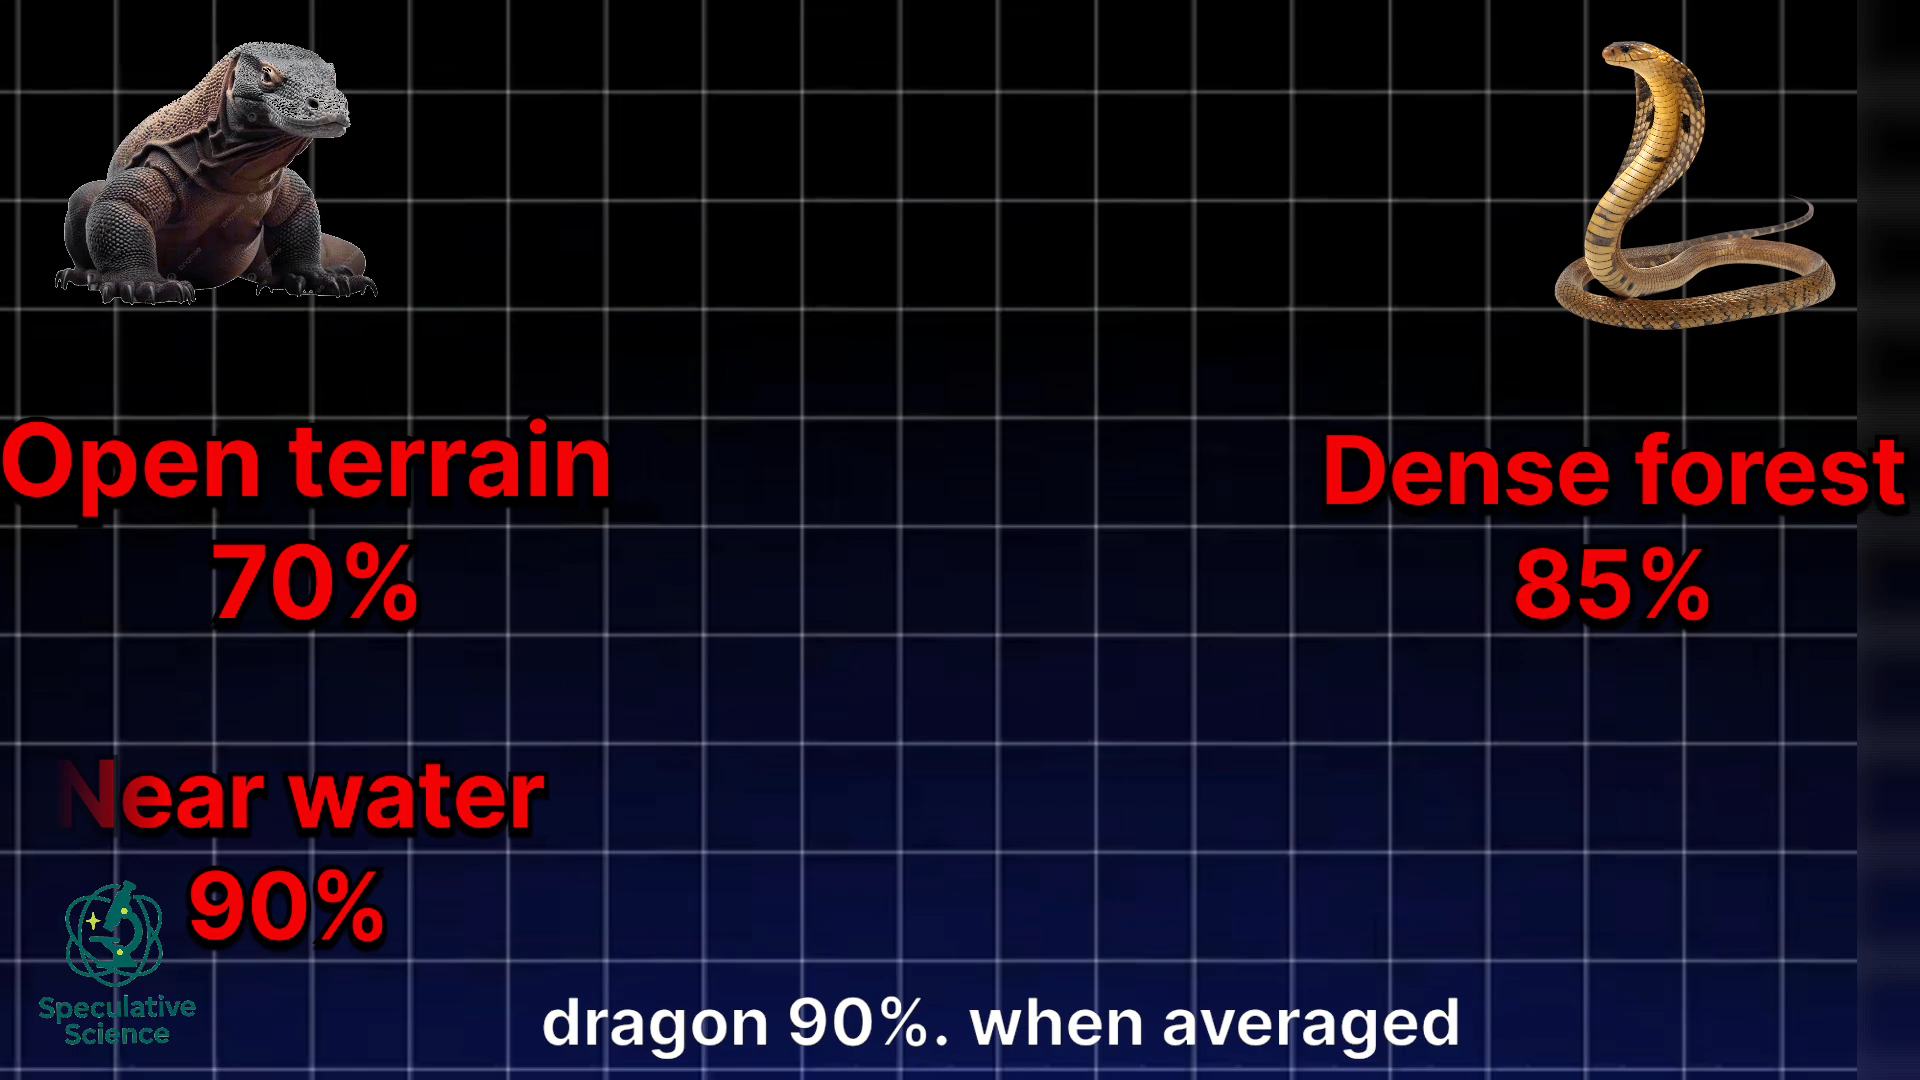 Open terrain
70%
Dense forest
85%
Near water
90%
Speculative
Science
dragon 90%. when averaged